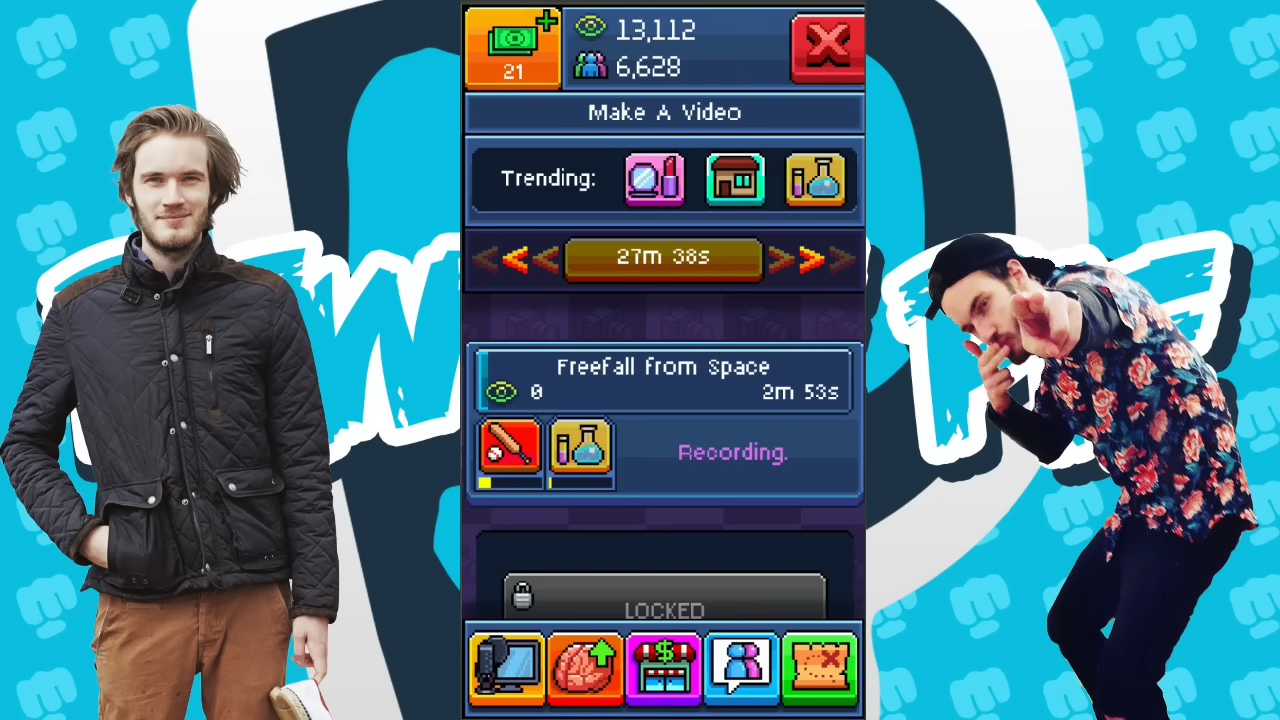 13,112
21
6,628
Make A Video
Trending:
27m 38s
Freefall from Space
0
2m 53s
Recording.
LOCKED